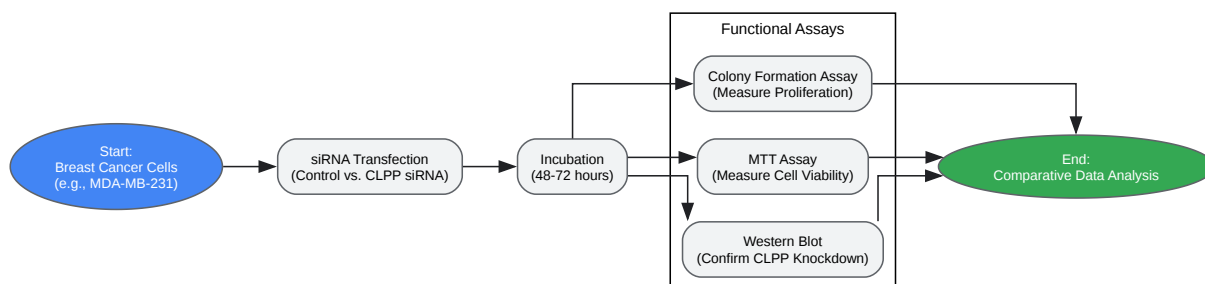 Start:
Breast Cancer Cells
(e.g., MDA-MB-231)
siRNA Transfection
(Control vs. CLPP siRNA)
Incubation
(48-72 hours)
Functional Assays
Colony Formation Assay
(Measure Proliferation)
MTT Assay
(Measure Cell Viability)
Western Blot
(Confirm CLPP Knockdown)
End:
Comparative Data Analysis